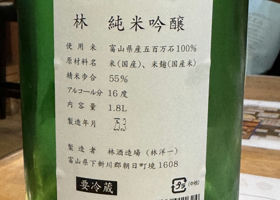 林 純米吟醸
使用米 富山県産五百万石100%
原材料名 米(国産)、米麹(国産米)
精米歩合 55%
アルコール分 16度
内容量 1.8L
製造年月 25.3
製造者 林酒造場(林洋一)
富山県下新川郡朝日町境1608
要冷蔵